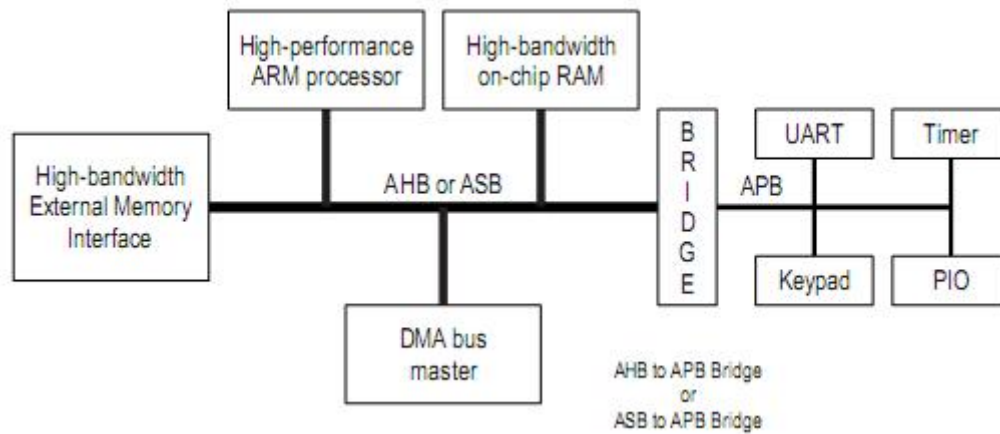 High-performance
ARM processor
High-bandwidth
on-chip RAM
High-bandwidth
External Memory
Interface
AHB or ASB
B
R
I
D
G
E
APB
UART
Timer
Keypad
PIO
DMA bus
master
AHB to APB Bridge
or
ASB to APB Bridge